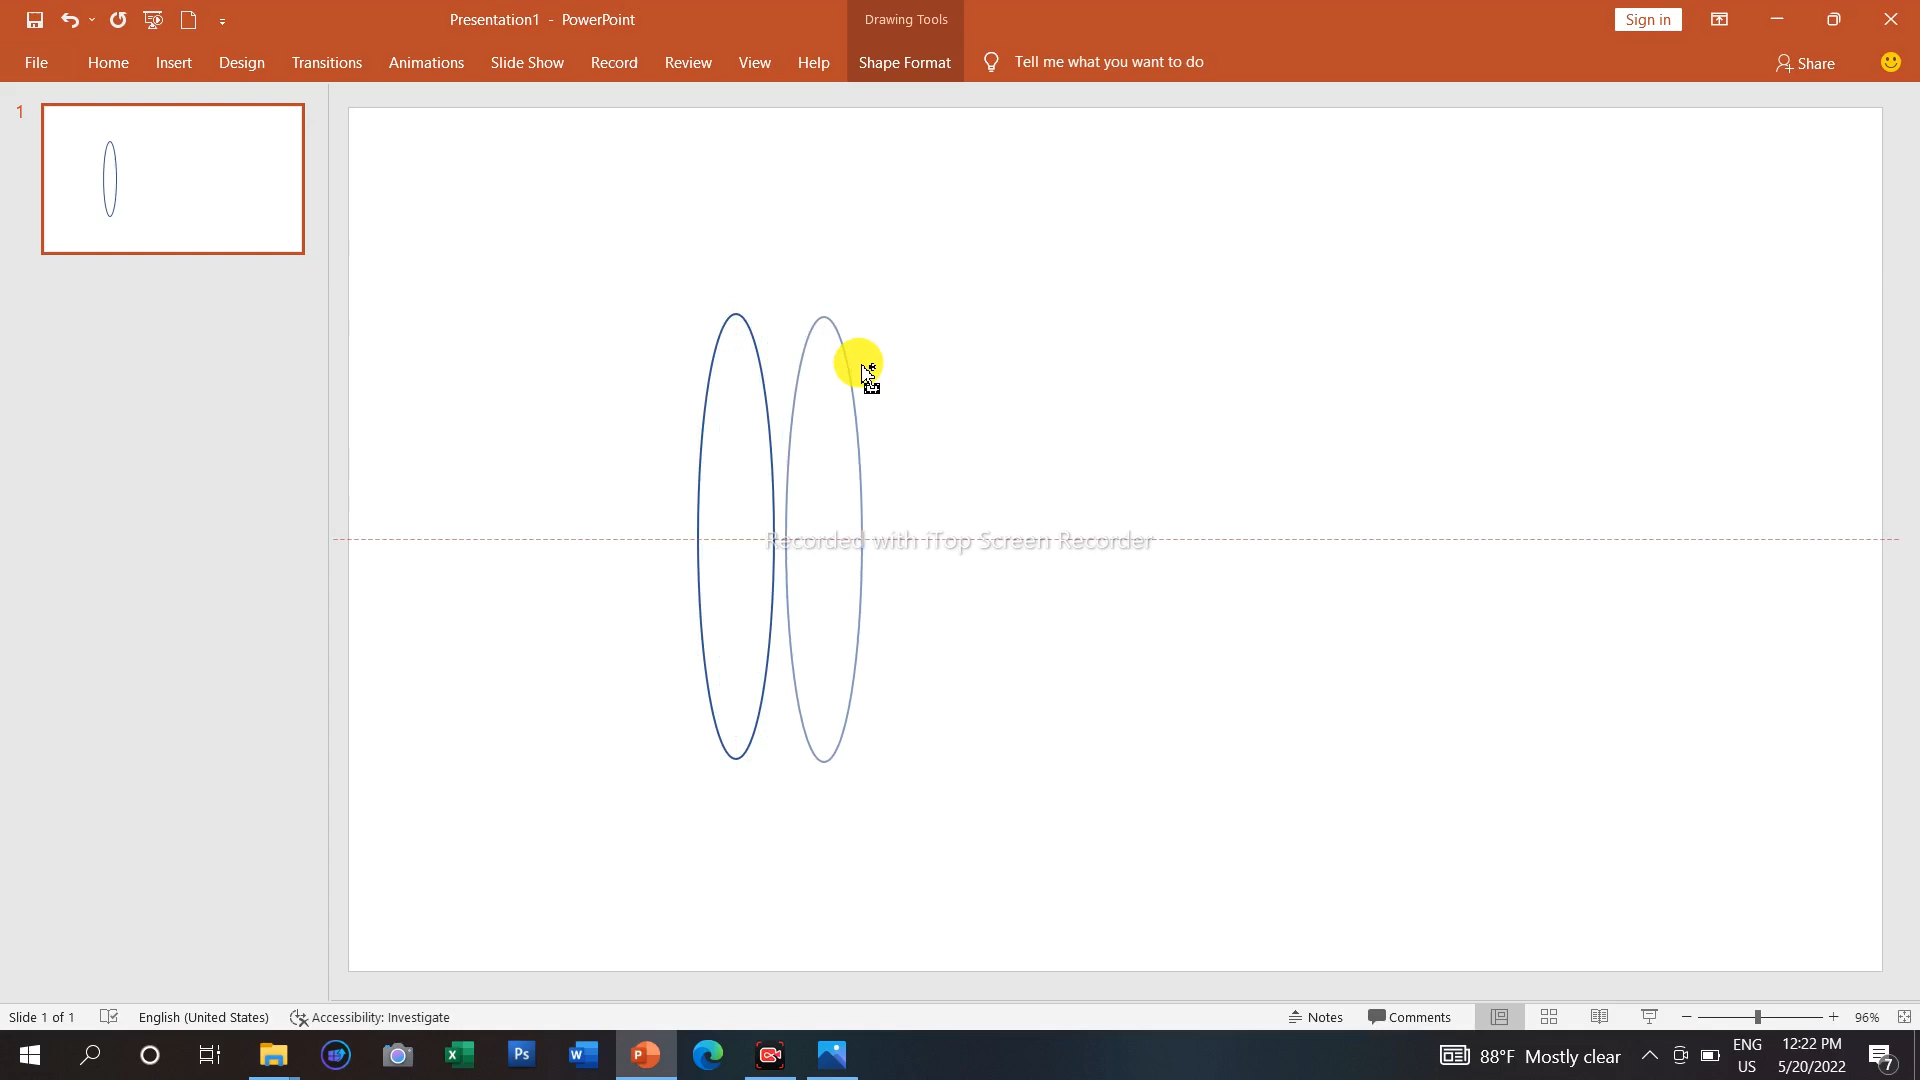 Presentation1 - PowerPoint
Drawing Tools
Sign in
File Home Insert Design Transitions Animations Slide Show Record Review View Help Shape Format Tell me what you want to do Share
1
Recorded with iTop Screen Recorder
Slide 1 of 1 English (United States) Accessibility: Investigate Notes Comments 96%
X Ps W P 88°F Mostly clear ENG 12:22 PM
US 5/20/2022 7